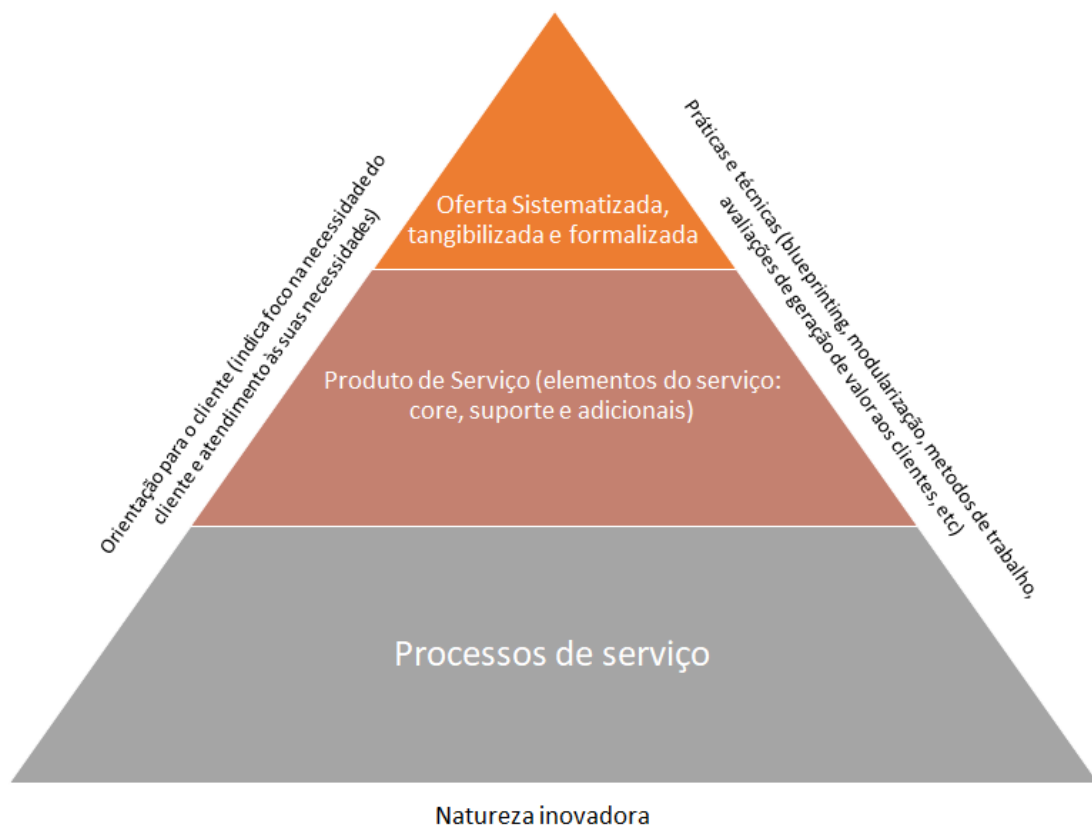 Oferta Sistematizada,
tangibilizada e formalizada
Produto de Serviço (elementos do serviço:
core, suporte e adicionais)
Processos de serviço
Orientação para o cliente (indica foco na necessidade do
cliente e atendimento às suas necessidades)
Práticas e técnicas (blueprinting, modularização, metodos de trabalho,
avaliações de geração de valor aos clientes, etc)
Natureza inovadora